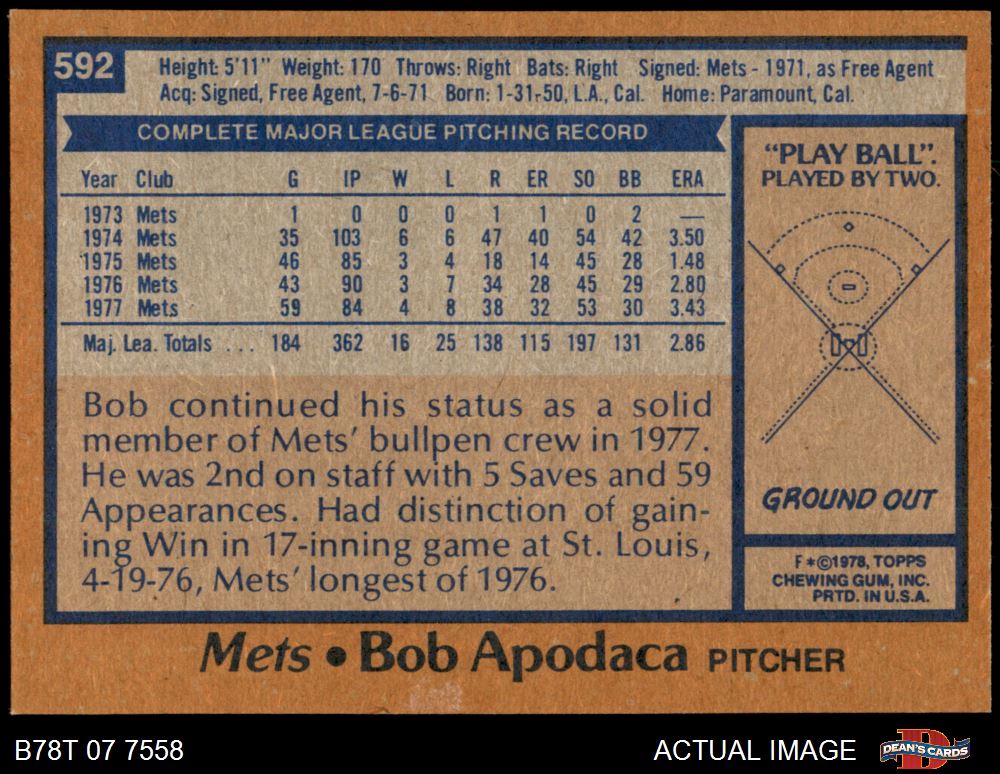 592
Height: 5'11" Weight: 170 Throws: Right Bats: Right Signed: Mets - 1971, as Free Agent
Acq: Signed, Free Agent, 7-6-71 Born: 1-31-50, L.A., Cal. Home: Paramount, Cal.
COMPLETE MAJOR LEAGUE PITCHING RECORD
Year Club G IP W L R ER SO BB ERA
1973 Mets 1 0 0 0 1 1 0 2 —
1974 Mets 35 103 6 6 47 40 54 42 3.50
1975 Mets 46 85 3 4 18 14 45 28 1.48
1976 Mets 43 90 3 7 34 28 45 29 2.80
1977 Mets 59 84 4 8 38 32 53 30 3.43
Maj. Lea. Totals ... 184 362 16 25 138 115 197 131 2.86
Bob continued his status as a solid
member of Mets' bullpen crew in 1977.
He was 2nd on staff with 5 Saves and 59
Appearances. Had distinction of gain-
ing Win in 17-inning game at St. Louis,
4-19-76, Mets' longest of 1976.
"PLAY BALL".
PLAYED BY TWO.
GROUND OUT
F*©1978, TOPPS
CHEWING GUM, INC.
PRTD. IN U.S.A.
Mets • Bob Apodaca PITCHER
B78T 07 7558
ACTUAL IMAGE
DEAN'S CARDS